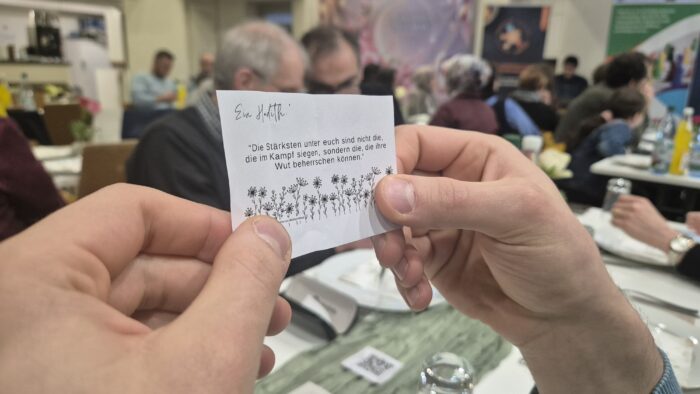 Ein Hadith
"Die Stärksten unter euch sind nicht die,
die im Kampf siegen, sondern die, die ihre
Wut beherrschen können."